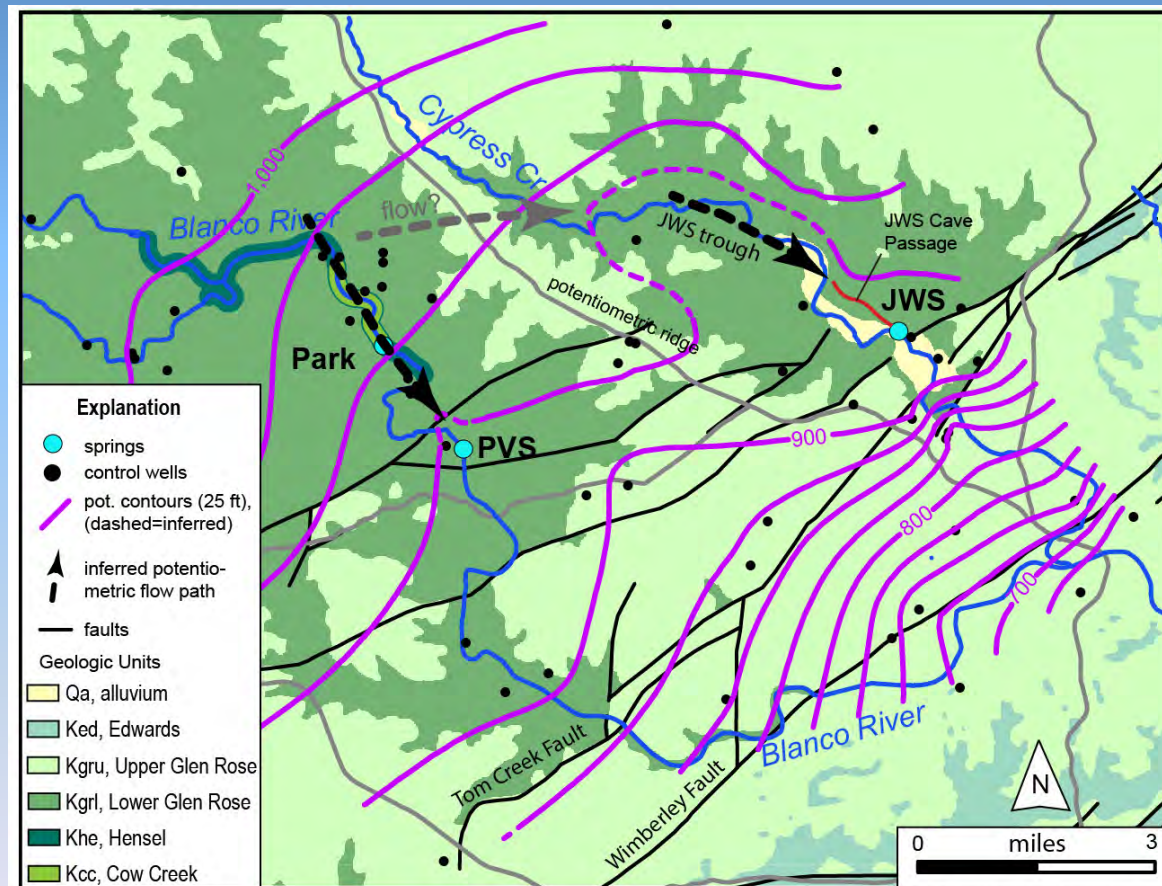 Cypress Cr
1,000
Blanco River
flow?
JWS trough
JWS Cave
Passage
JWS
potentiometric ridge
Park
PVS
900
800
700
Tom Creek Fault
Wimberley Fault
Blanco River
Explanation
springs
control wells
pot. contours (25 ft),
(dashed=inferred)
inferred potentio-
metric flow path
faults
Geologic Units
Qa, alluvium
Ked, Edwards
Kgru, Upper Glen Rose
Kgrl, Lower Glen Rose
Khe, Hensel
Kcc, Cow Creek
N
0 miles 3